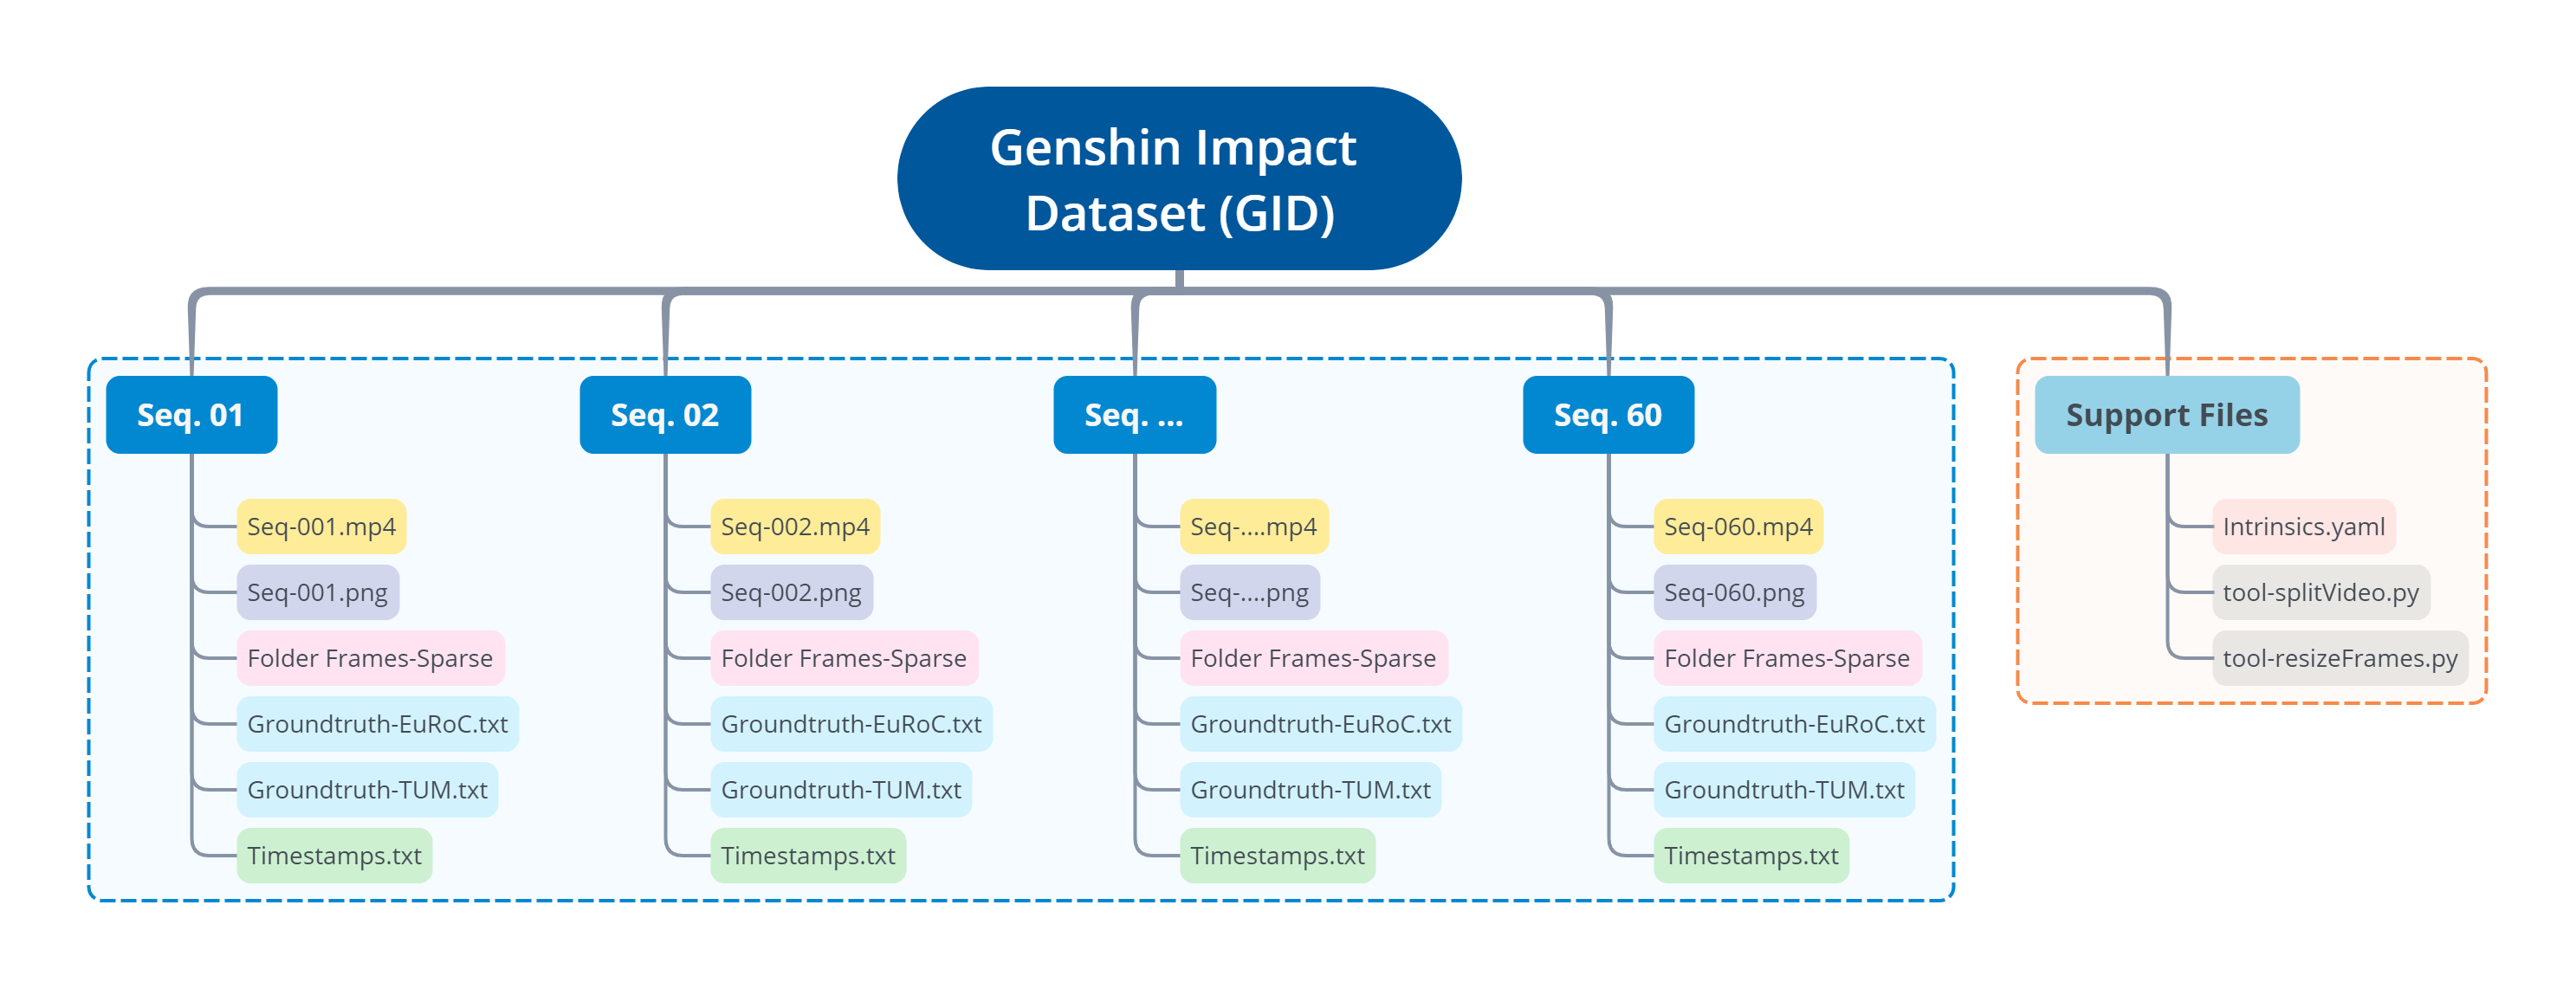 Genshin Impact
Dataset (GID)
Seq. 01
Seq-001.mp4
Seq-001.png
Folder Frames-Sparse
Groundtruth-EuRoC.txt
Groundtruth-TUM.txt
Timestamps.txt
Seq. 02
Seq-002.mp4
Seq-002.png
Folder Frames-Sparse
Groundtruth-EuRoC.txt
Groundtruth-TUM.txt
Timestamps.txt
Seq. ...
Seq-....mp4
Seq-....png
Folder Frames-Sparse
Groundtruth-EuRoC.txt
Groundtruth-TUM.txt
Timestamps.txt
Seq. 60
Seq-060.mp4
Seq-060.png
Folder Frames-Sparse
Groundtruth-EuRoC.txt
Groundtruth-TUM.txt
Timestamps.txt
Support Files
Intrinsics.yaml
tool-splitVideo.py
tool-resizeFrames.py